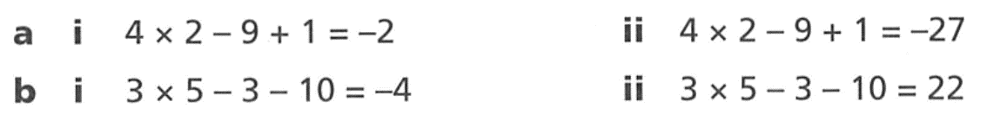 a i 4 × 2 – 9 + 1 = –2 ii 4 × 2 – 9 + 1 = –27
b i 3 × 5 – 3 – 10 = –4 ii 3 × 5 – 3 – 10 = 22